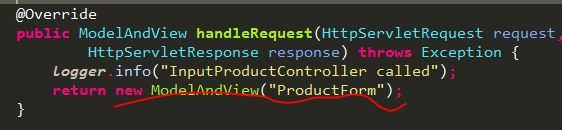 @Override
public ModelAndView handleRequest(HttpServletRequest request,
HttpServletResponse response) throws Exception {
logger.info("InputProductController called");
return new ModelAndView("ProductForm");
}